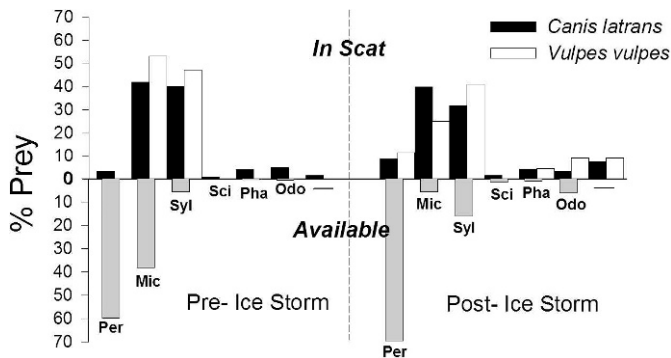 70
60
50
40
30
20
10
0
10
20
30
40
50
60
70
% Prey
In Scat
Canis latrans
Vulpes vulpes
Available
Per
Mic
Syl
Sci
Pha
Odo
Pre- Ice Storm
Per
Mic
Syl
Sci
Pha
Odo
Post- Ice Storm